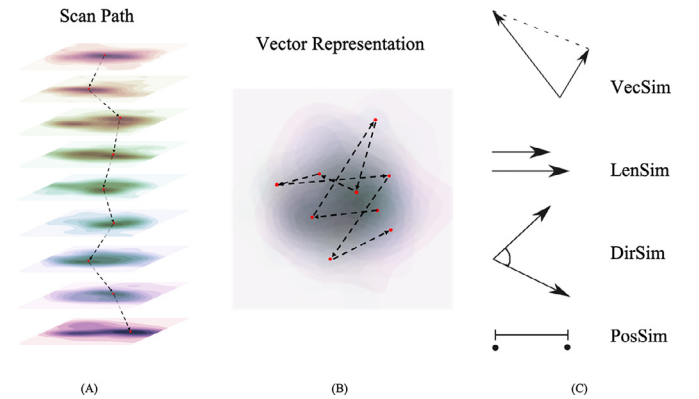 Scan Path
Vector Representation
VecSim
LenSim
DirSim
PosSim
(A)
(B)
(C)